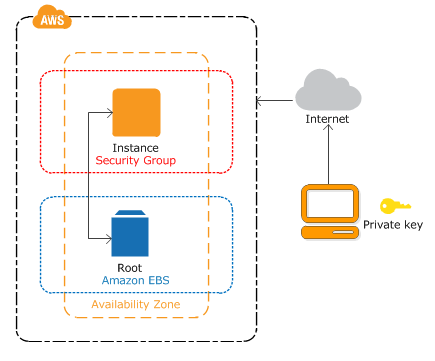 AWS
Instance
Security Group
Root
Amazon EBS
Availability Zone
Internet
Private key